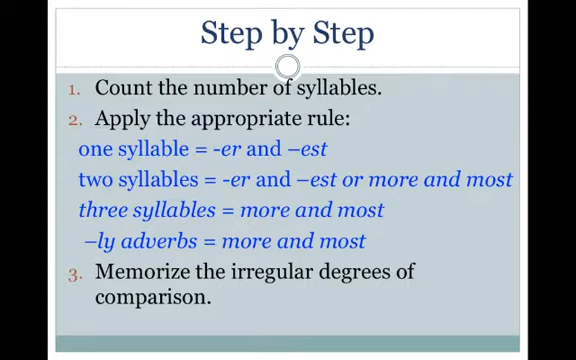 Step by Step
1. Count the number of syllables.
2. Apply the appropriate rule:
one syllable = -er and –est
two syllables = -er and –est or more and most
three syllables = more and most
–ly adverbs = more and most
3. Memorize the irregular degrees of
comparison.